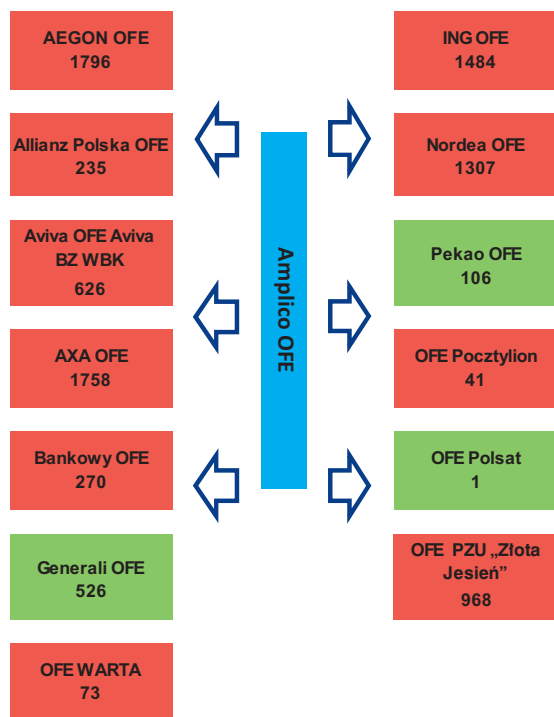 AEGON OFE
1796
Allianz Polska OFE
235
Aviva OFE Aviva
BZ WBK
626
AXA OFE
1758
Bankowy OFE
270
Generali OFE
526
OFE WARTA
73
Amplico OFE
ING OFE
1484
Nordea OFE
1307
Pekao OFE
106
OFE Pocztylion
41
OFE Polsat
1
OFE PZU „Złota
Jesień”
968